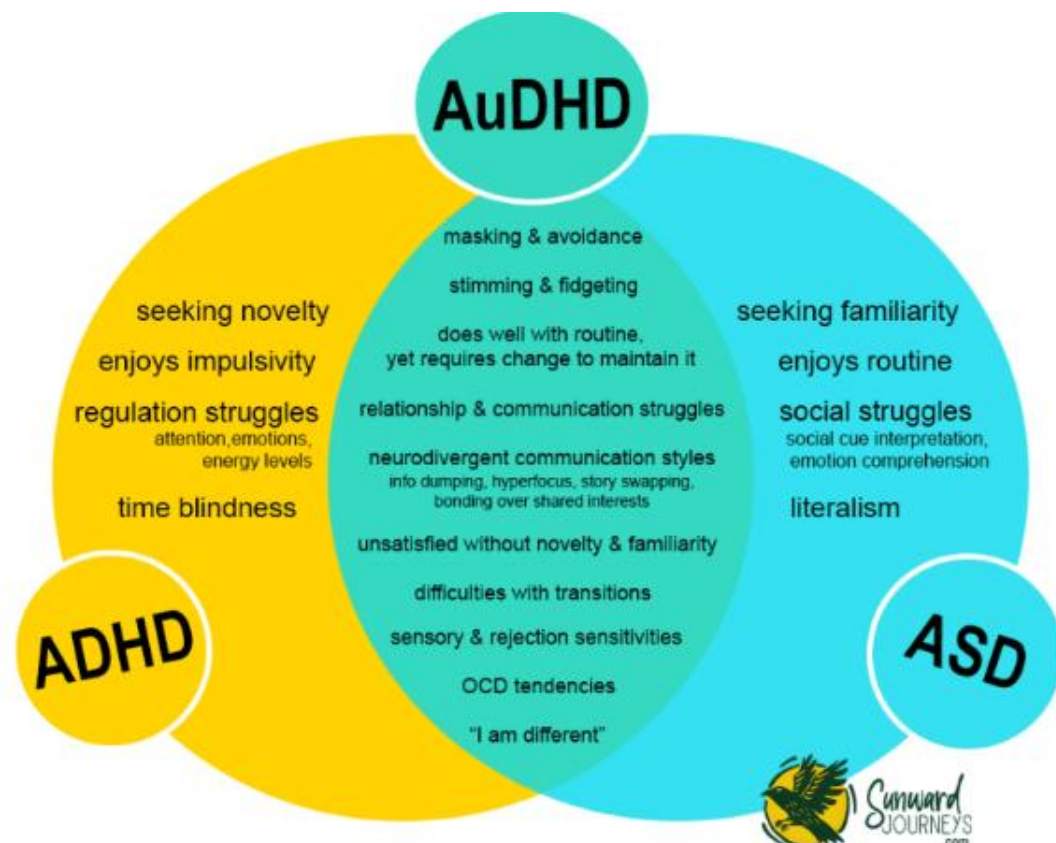 AuDHD
masking & avoidance
stimming & fidgeting
does well with routine,
yet requires change to maintain it
relationship & communication struggles
neurodivergent communication styles
info dumping, hyperfocus, story swapping,
bonding over shared interests
unsatisfied without novelty & familiarity
difficulties with transitions
sensory & rejection sensitivities
OCD tendencies
"I am different"
seeking novelty
enjoys impulsivity
regulation struggles
attention,emotions,
energy levels
time blindness
ADHD
seeking familiarity
enjoys routine
social struggles
social cue interpretation,
emotion comprehension
literalism
ASD
Sunward
JOURNEYS
.com